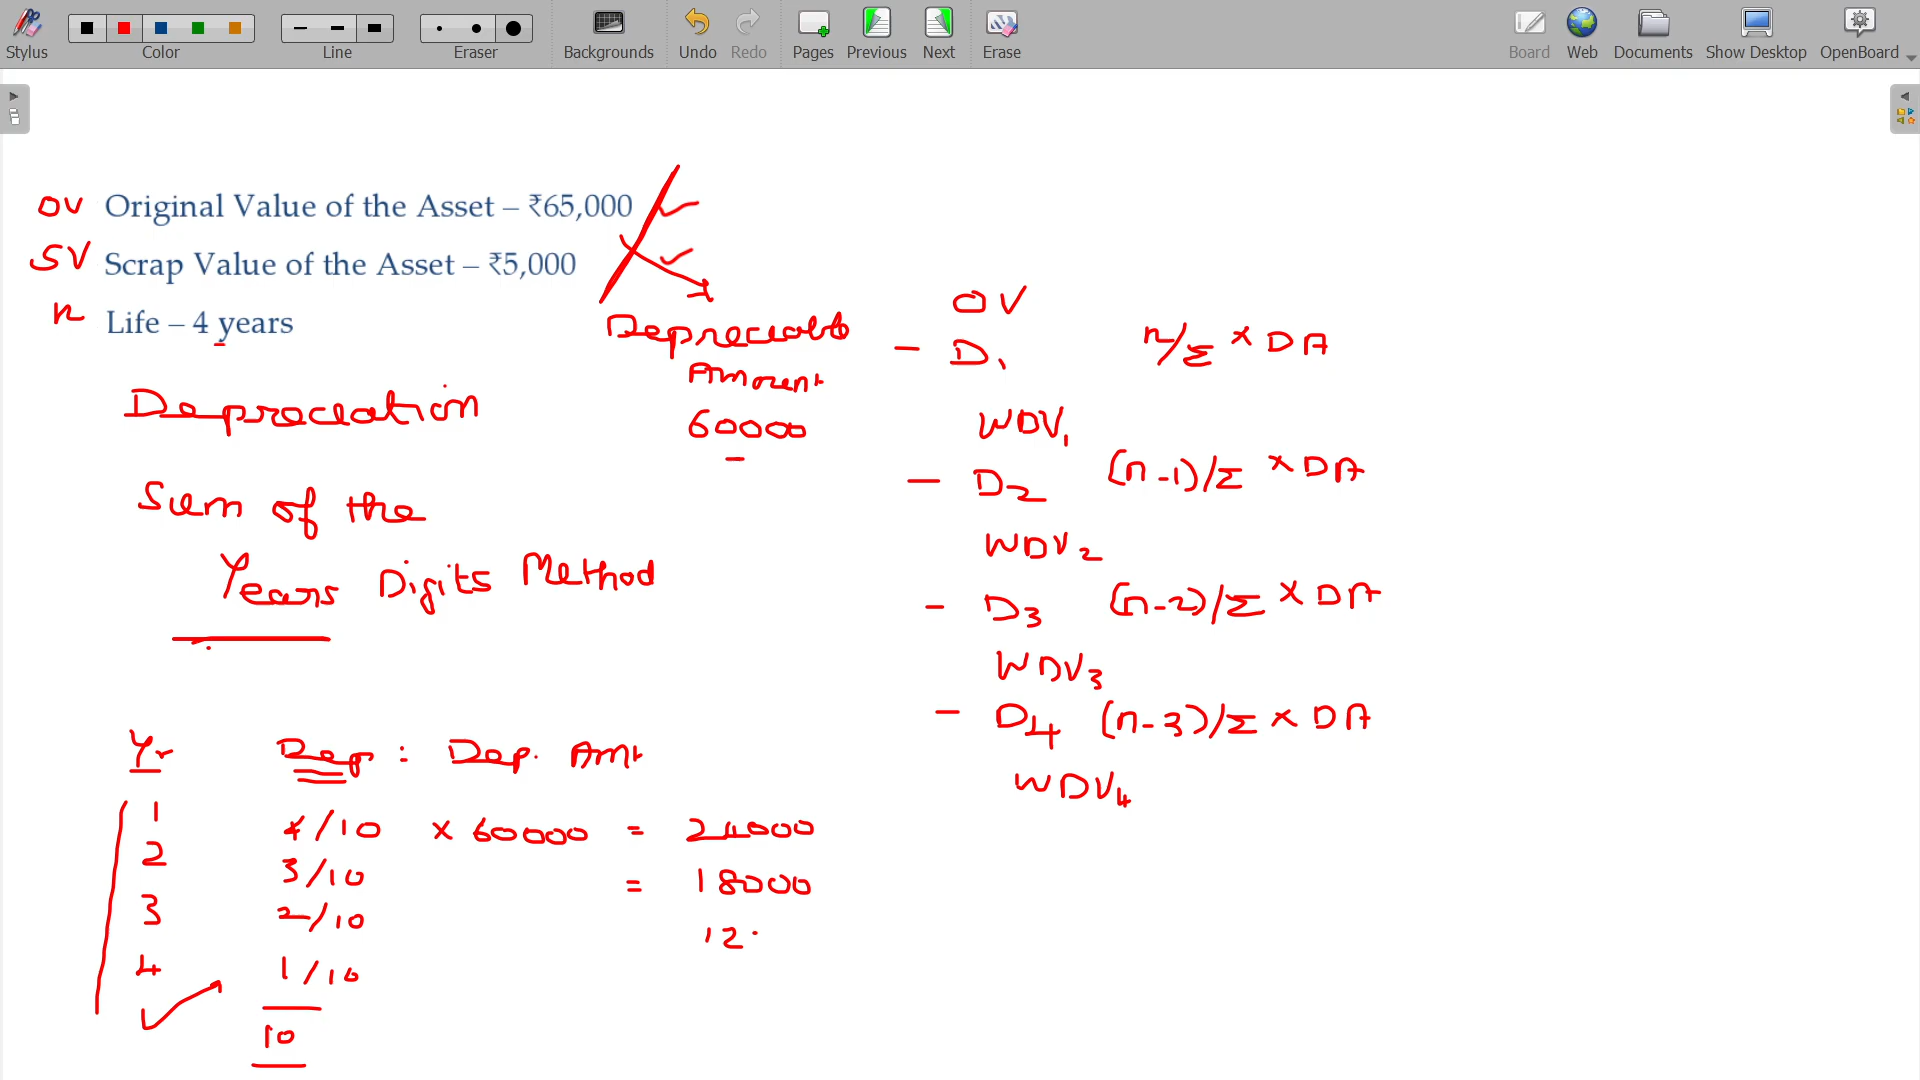 Stylus Color Line Eraser Backgrounds Undo Redo Pages Previous Next Erase Board Web Documents Show Desktop OpenBoard
OV Original Value of the Asset – ₹65,000
SV Scrap Value of the Asset – ₹5,000
n Life – 4 years
Depreciable
Amount
60000
Depreciation
Sum of the
Years Digits Method
Yr Dep : Dep. Amt
1 4/10 × 60000 = 24000
2 3/10 = 18000
3 2/10 12
4 1/10
10
OV
- D1 n/Σ × DA
WDV1
- D2 (n-1)/Σ × DA
WDV2
- D3 (n-2)/Σ × DA
WDV3
- D4 (n-3)/Σ × DA
WDV4